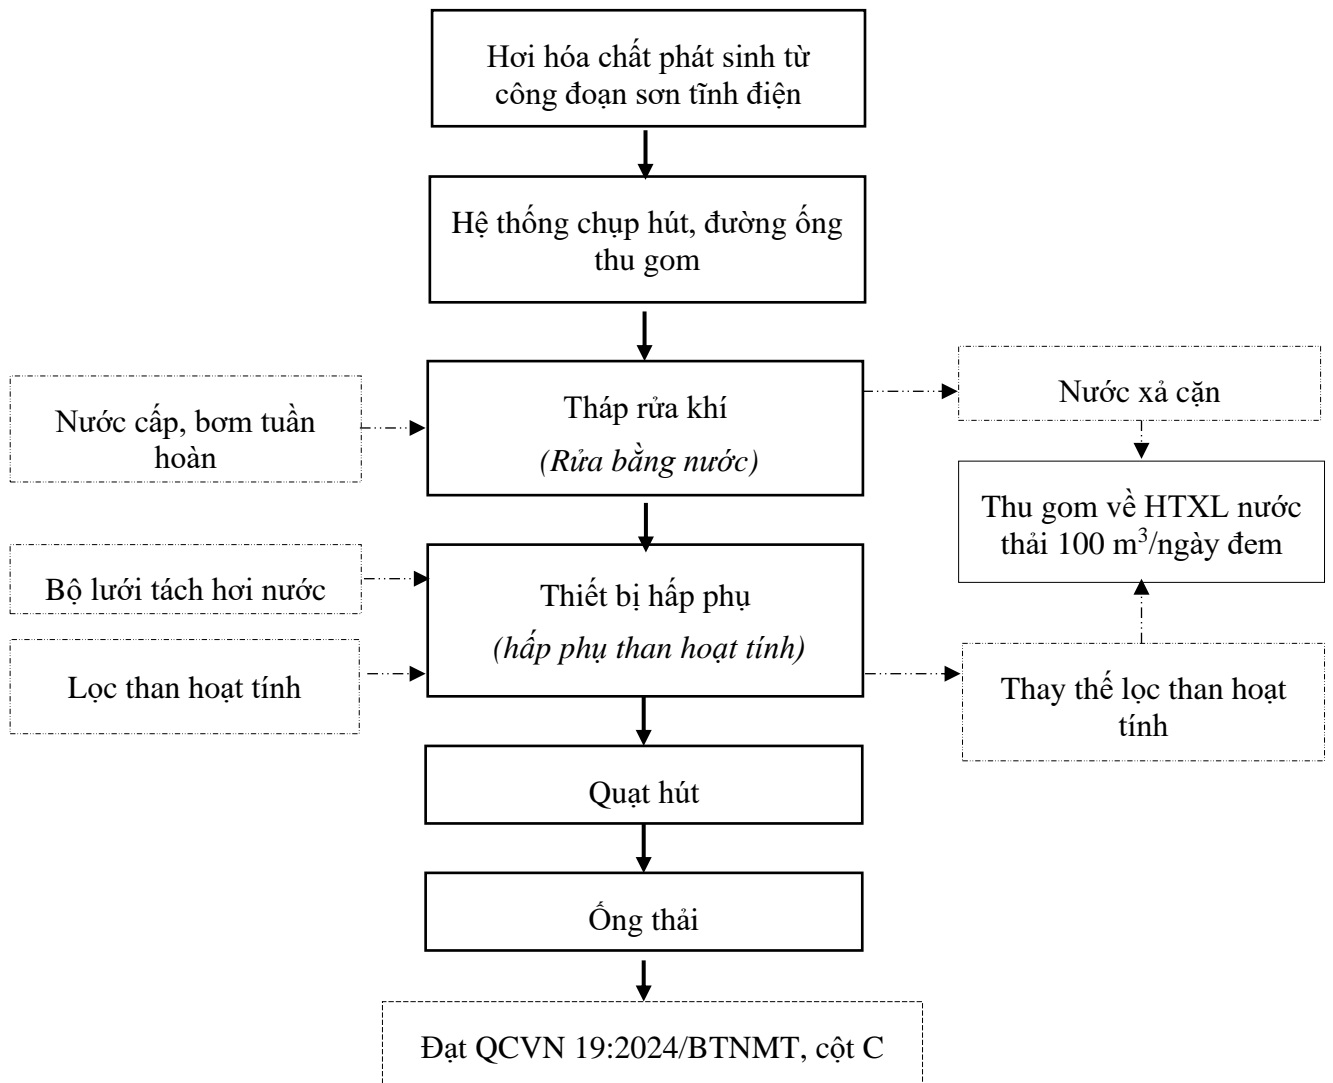 Hơi hóa chất phát sinh từ
công đoạn sơn tĩnh điện
Hệ thống chụp hút, đường ống
thu gom
Nước cấp, bơm tuần
hoàn
Tháp rửa khí
(Rửa bằng nước)
Nước xả cặn
Thu gom về HTXL nước
thải 100 m³/ngày đem
Bộ lưới tách hơi nước
Lọc than hoạt tính
Thiết bị hấp phụ
(hấp phụ than hoạt tính)
Thay thế lọc than hoạt
tính
Quạt hút
Ống thải
Đạt QCVN 19:2024/BTNMT, cột C